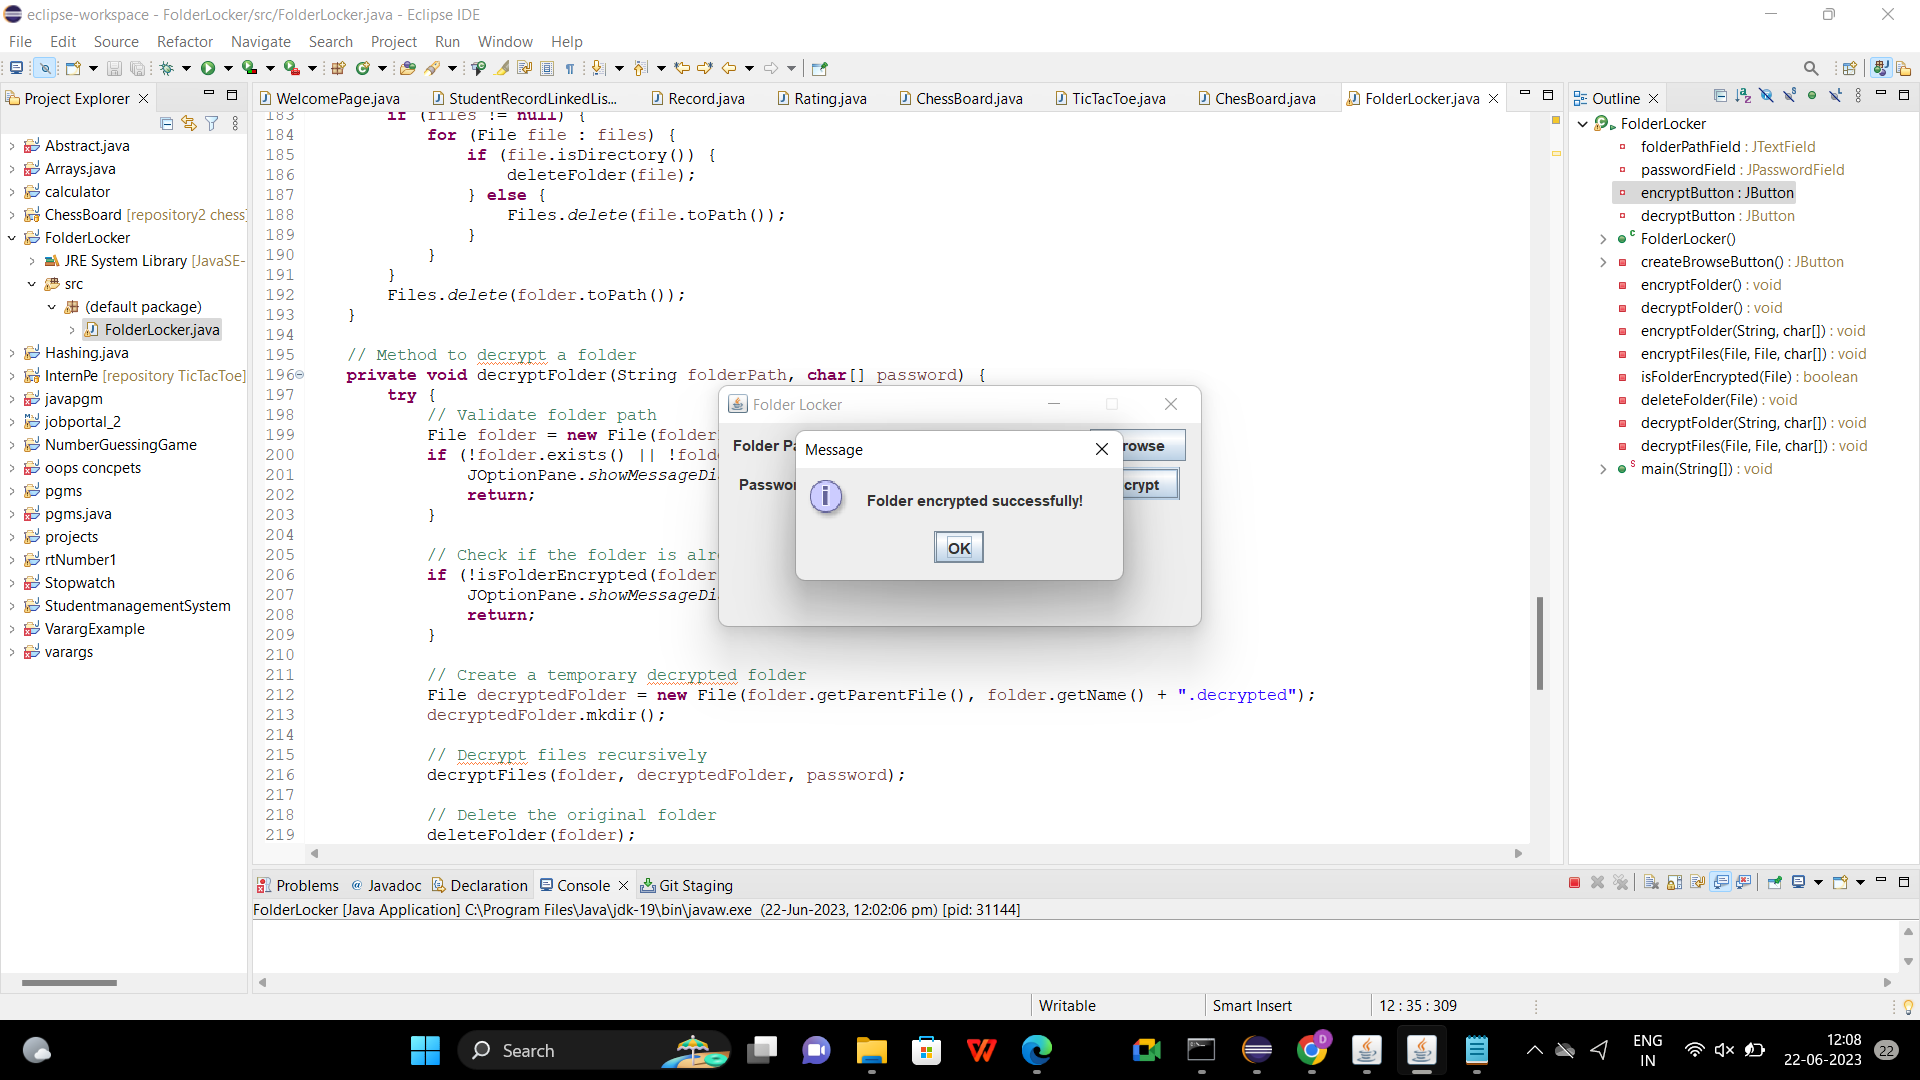 eclipse-workspace - FolderLocker/src/FolderLocker.java - Eclipse IDE
File Edit Source Refactor Navigate Search Project Run Window Help
Project Explorer
Abstract.java
Arrays.java
calculator
ChessBoard [repository2 chess
FolderLocker
JRE System Library [JavaSE-
src
(default package)
FolderLocker.java
Hashing.java
InternPe [repository TicTacToe]
javapgm
jobportal_2
NumberGuessingGame
oops concpets
pgms
pgms.java
projects
rtNumber1
Stopwatch
StudentmanagementSystem
VarargExample
varargs
WelcomePage.java StudentRecordLinkedLis... Record.java Rating.java ChessBoard.java TicTacToe.java ChesBoard.java FolderLocker.java
183 if (files != null) {
184 for (File file : files) {
185 if (file.isDirectory()) {
186 deleteFolder(file);
187 } else {
188 Files.delete(file.toPath());
189 }
190 }
191 }
192 Files.delete(folder.toPath());
193 }
194
195 // Method to decrypt a folder
196 private void decryptFolder(String folderPath, char[] password) {
197 try {
198 // Validate folder path
199 File folder = new File(folder
200 if (!folder.exists() || !fold
201 JOptionPane.showMessageDi
202 return;
203 }
204
205 // Check if the folder is alr
206 if (!isFolderEncrypted(folder
207 JOptionPane.showMessageDi
208 return;
209 }
210
211 // Create a temporary decrypted folder
212 File decryptedFolder = new File(folder.getParentFile(), folder.getName() + ".decrypted");
213 decryptedFolder.mkdir();
214
215 // Decrypt files recursively
216 decryptFiles(folder, decryptedFolder, password);
217
218 // Delete the original folder
219 deleteFolder(folder);
Folder Locker
Folder Pa
rowse
Passwor
crypt
Message
Folder encrypted successfully!
OK
Outline
FolderLocker
folderPathField : JTextField
passwordField : JPasswordField
encryptButton : JButton
decryptButton : JButton
FolderLocker()
createBrowseButton() : JButton
encryptFolder() : void
decryptFolder() : void
encryptFolder(String, char[]) : void
encryptFiles(File, File, char[]) : void
isFolderEncrypted(File) : boolean
deleteFolder(File) : void
decryptFolder(String, char[]) : void
decryptFiles(File, File, char[]) : void
main(String[]) : void
Problems Javadoc Declaration Console Git Staging
FolderLocker [Java Application] C:\Program Files\Java\jdk-19\bin\javaw.exe (22-Jun-2023, 12:02:06 pm) [pid: 31144]
Writable Smart Insert 12 : 35 : 309
Search
D
ENG
IN
12:08
22-06-2023
22